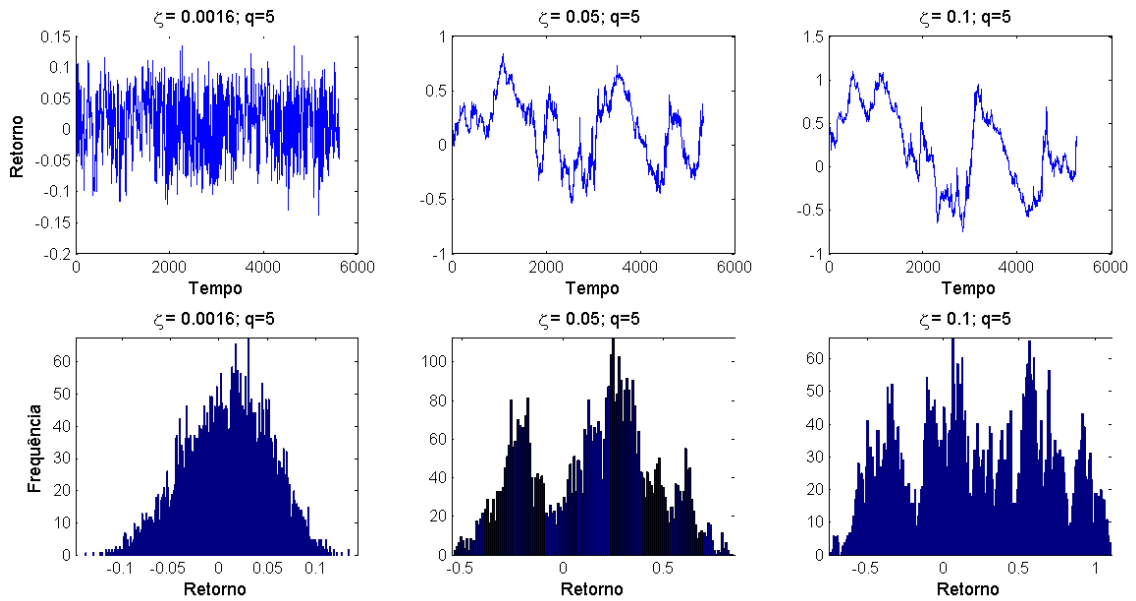 ζ = 0.0016; q=5
ζ = 0.05; q=5
ζ = 0.1; q=5
0.15
0.1
0.05
0
-0.05
-0.1
0.15
-0.2
Retorno
0 2000 4000 6000
Tempo
1
0.5
0
-0.5
-1
0 2000 4000 6000
Tempo
1.5
1
0.5
0
-0.5
-1
0 2000 4000 6000
Tempo
ζ = 0.0016; q=5
ζ = 0.05; q=5
ζ = 0.1; q=5
60
50
40
30
20
10
0
Frequência
-0.1 -0.05 0 0.05 0.1
Retorno
100
80
60
40
20
0
-0.5 0 0.5
Retorno
60
50
40
30
20
10
0
-0.5 0 0.5 1
Retorno